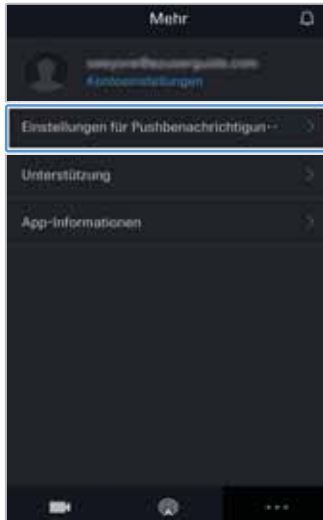 Mehr
Kontoeinstellungen
Einstellungen für Pushbenachrichtigun··
Unterstützung
App-Informationen